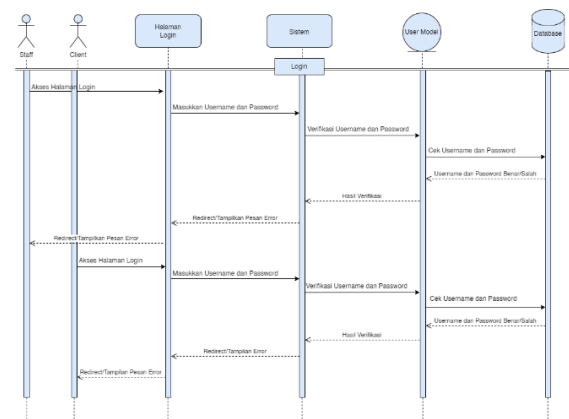 Staff
Client
Halaman
Login
Sistem
User Model
Database
Login
Akses Halaman Login
Masukkan Username dan Password
Verifikasi Username dan Password
Cek Username dan Password
Username dan Password Benar/Salah
Hasil Verifikasi
Redirect/Tampilkan Pesan Error
Redirect/Tampilkan Pesan Error
Akses Halaman Login
Masukkan Username dan Password
Verifikasi Username dan Password
Cek Username dan Password
Username dan Password Benar/Salah
Hasil Verifikasi
Redirect/Tampilan Error
Redirect/Tampilan Pesan Error